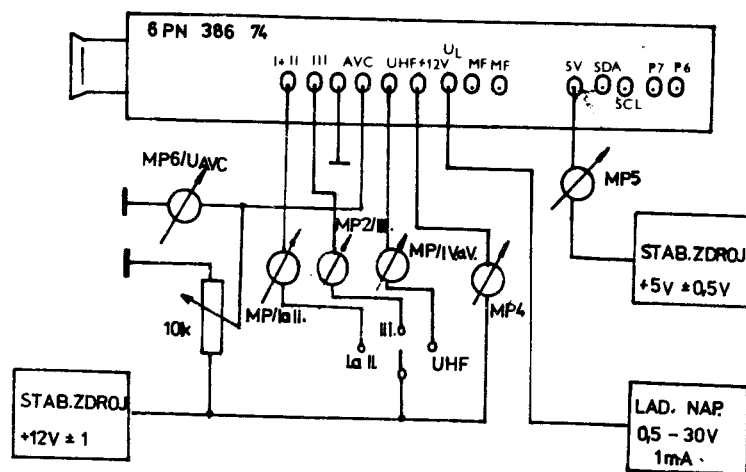 6 PN 386 74
I+ II III AVC UHF +12V UL MF MF
5V SDA SCL P7 P6
MP6/UAVC
MP5
MP2/III.
MP/IVaV.
STAB. ZDROJ
+5V ± 0,5V
MP/Ia II.
MP4
10k
III.
Ia II.
UHF
STAB. ZDROJ
+12V ± 1
LAD. NAP.
0,5 - 30V
1mA